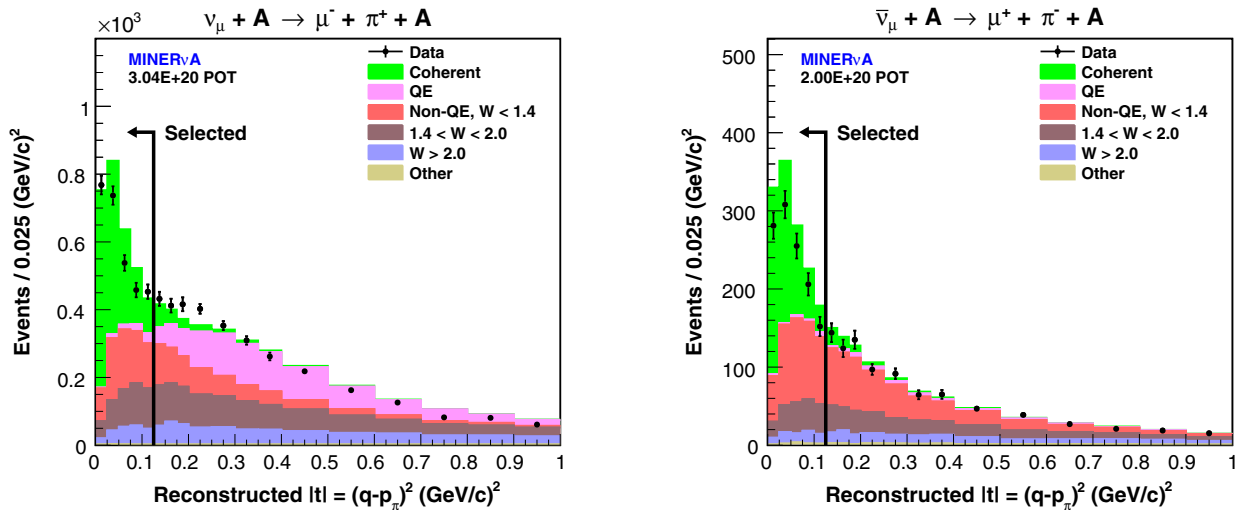 ν_μ + A → μ⁻ + π⁺ + A
×10³
MINERνA
3.04E+20 POT
Data
Coherent
QE
Non-QE, W < 1.4
1.4 < W < 2.0
W > 2.0
Other
Selected
Events / 0.025 (GeV/c)²
1
0.8
0.6
0.4
0.2
0
0 0.1 0.2 0.3 0.4 0.5 0.6 0.7 0.8 0.9 1
Reconstructed |t| = (q-p_π)² (GeV/c)²
ν̅_μ + A → μ⁺ + π⁻ + A
MINERνA
2.00E+20 POT
Data
Coherent
QE
Non-QE, W < 1.4
1.4 < W < 2.0
W > 2.0
Other
Selected
Events / 0.025 (GeV/c)²
500
400
300
200
100
0
0 0.1 0.2 0.3 0.4 0.5 0.6 0.7 0.8 0.9 1
Reconstructed |t| = (q-p_π)² (GeV/c)²